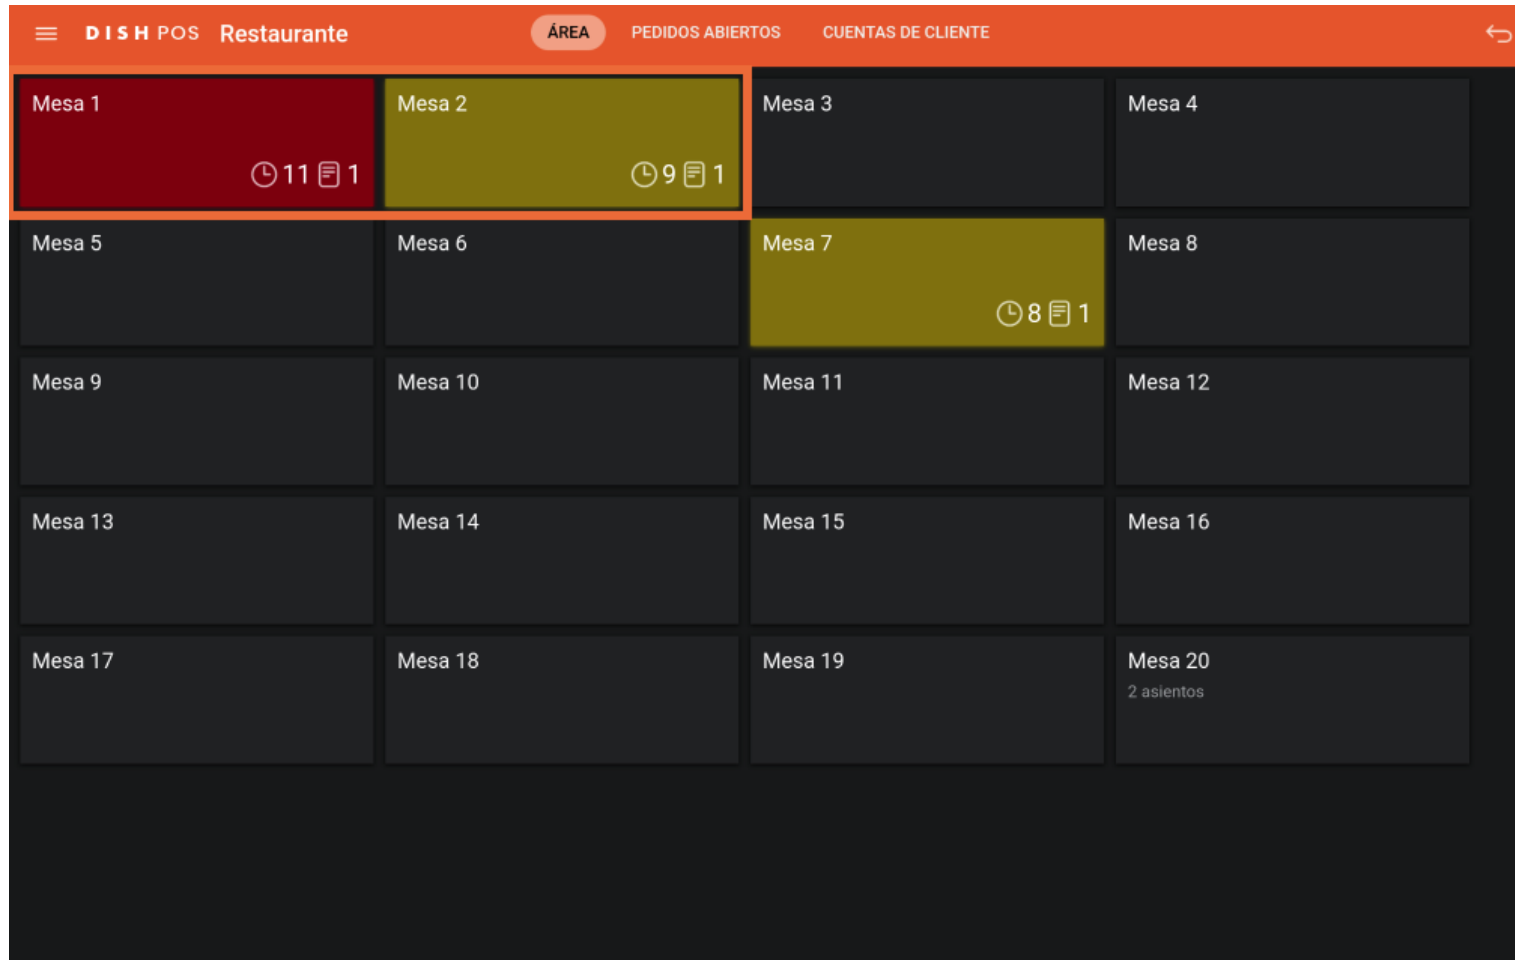 DISH POS Restaurante ÁREA PEDIDOS ABIERTOS CUENTAS DE CLIENTE
Mesa 1 Mesa 2 Mesa 3 Mesa 4
11 1 9 1
Mesa 5 Mesa 6 Mesa 7 Mesa 8
8 1
Mesa 9 Mesa 10 Mesa 11 Mesa 12
Mesa 13 Mesa 14 Mesa 15 Mesa 16
Mesa 17 Mesa 18 Mesa 19 Mesa 20
2 asientos